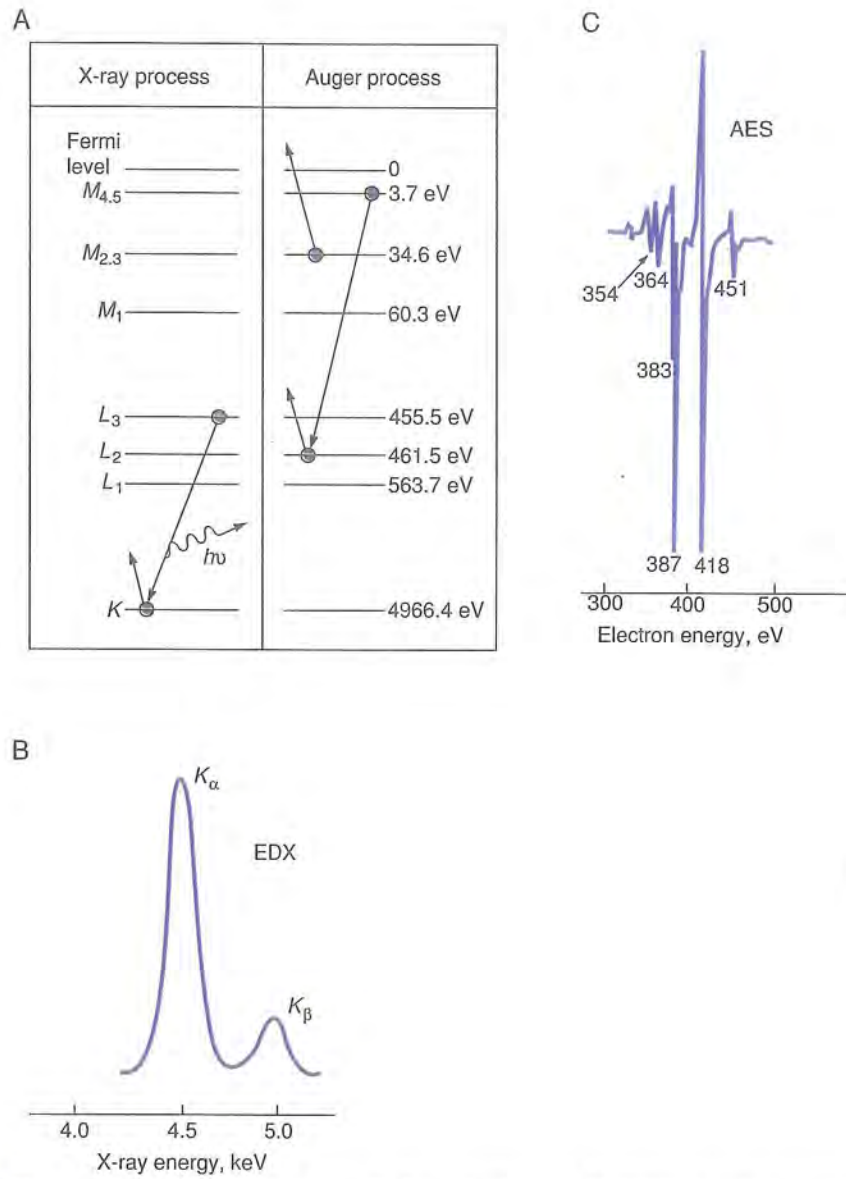 A
X-ray process
Auger process
Fermi
level
0
M4.5
3.7 eV
M2.3
34.6 eV
M1
60.3 eV
L3
455.5 eV
L2
461.5 eV
L1
563.7 eV
hυ
K
4966.4 eV
C
AES
354
364
451
383
387
418
300
400
500
Electron energy, eV
B
Kα
EDX
Kβ
4.0
4.5
5.0
X-ray energy, keV